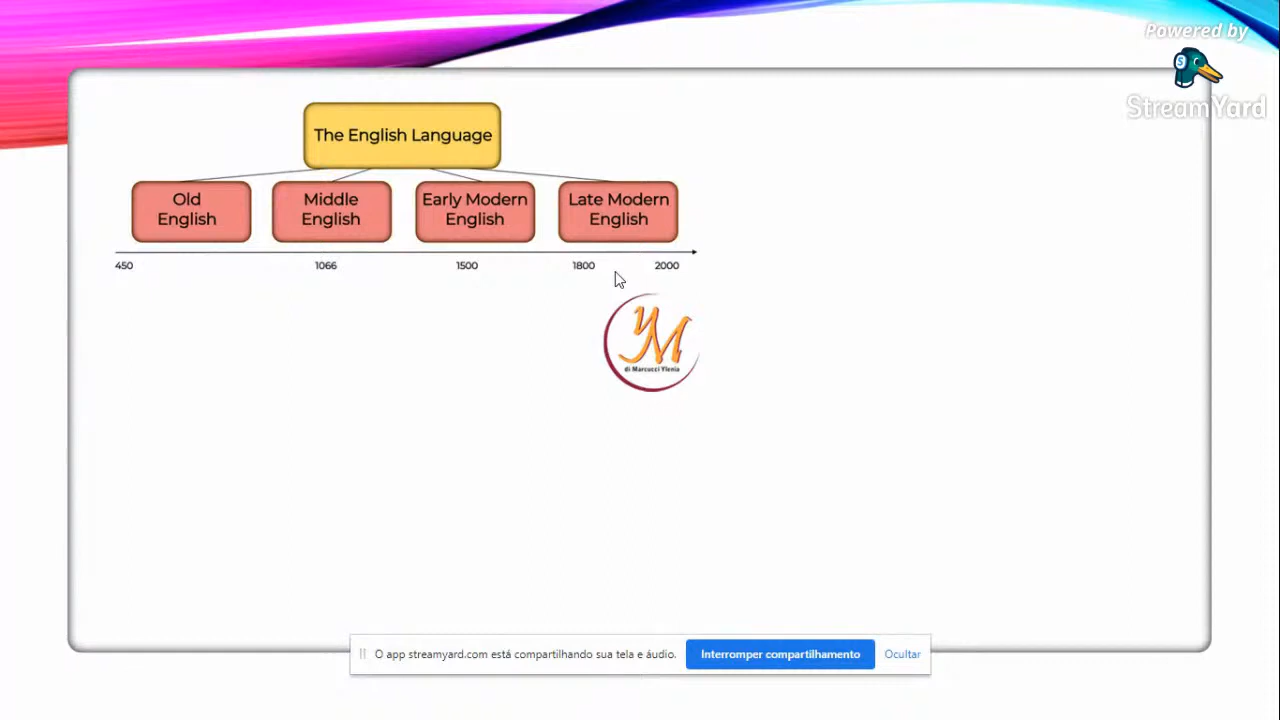 Powered by
StreamYard
The English Language
Old
English
Middle
English
Early Modern
English
Late Modern
English
450
1066
1500
1800
2000
YM
di Marcucci Ylenia
O app streamyard.com está compartilhando sua tela e áudio.
Interromper compartilhamento
Ocultar